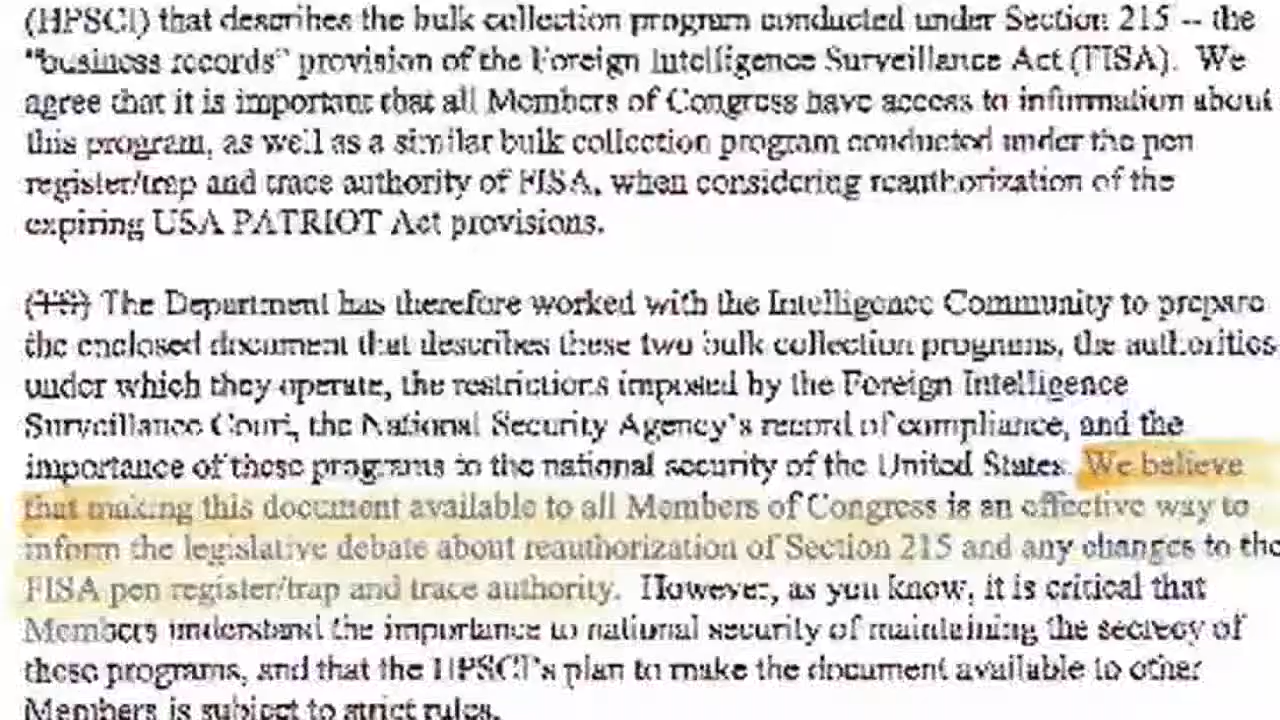 (HPSCI) that describes the bulk collection program conducted under Section 215 -- the
"business records" provision of the Foreign Intelligence Surveillance Act (FISA). We
agree that it is important that all Members of Congress have access to information about
this program, as well as a similar bulk collection program conducted under the pen
register/trap and trace authority of FISA, when considering reauthorization of the
expiring USA PATRIOT Act provisions.
(TS) The Department has therefore worked with the Intelligence Community to prepare
the enclosed document that describes these two bulk collection programs, the authorities
under which they operate, the restrictions imposed by the Foreign Intelligence
Surveillance Court, the National Security Agency's record of compliance, and the
importance of these programs to the national security of the United States. We believe
that making this document available to all Members of Congress is an effective way to
inform the legislative debate about reauthorization of Section 215 and any changes to the
FISA pen register/trap and trace authority. However, as you know, it is critical that
Members understand the importance to national security of maintaining the secrecy of
these programs, and that the HPSCI's plan to make the document available to other
Members is subject to strict rules.